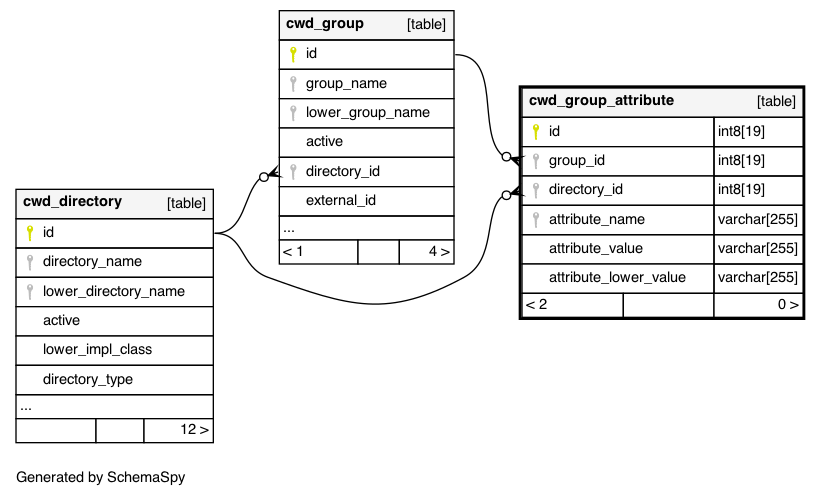 cwd_group [table]
id
group_name
lower_group_name
active
directory_id
external_id
...
< 1 4 >
cwd_group_attribute [table]
id int8[19]
group_id int8[19]
directory_id int8[19]
attribute_name varchar[255]
attribute_value varchar[255]
attribute_lower_value varchar[255]
< 2 0 >
cwd_directory [table]
id
directory_name
lower_directory_name
active
lower_impl_class
directory_type
...
12 >
Generated by SchemaSpy